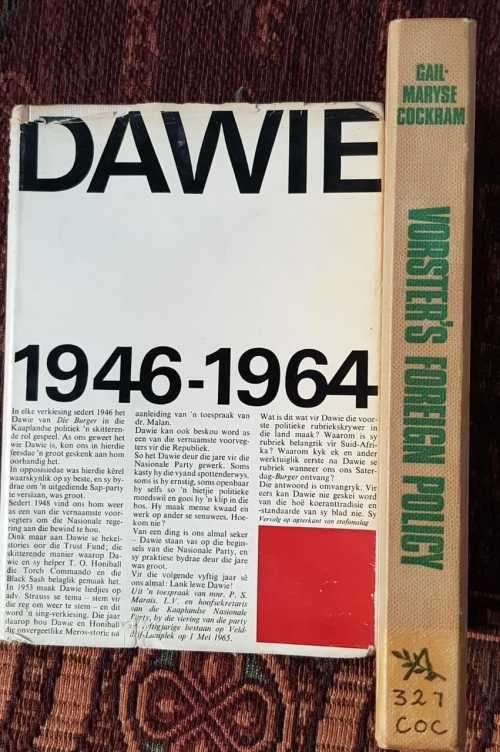 DAWIE
1946-1964
In elke verkiesing sedert 1946 het
Dawie van Die Burger in die
Kaaplandse politiek 'n skitteren-
de rol gespeel. As ons geweet het
wie Dawie is, kon ons in hierdie
feesdae 'n groot geskenk aan hom
oorhandig het.
In opposisiedae was hierdie kêrel
waarskynlik op sy beste, en sy by-
drae om 'n uitgediende Sap-party
te verslaan, was groot.
Sedert 1948 vind ons hom weer
as een van die vernaamste voor-
vegters om die Nasionale rege-
ring aan die bewind te hou.
Dink maar aan Dawie se hekel-
stories oor die Trust Fund; die
skitterende manier waarop Da-
wie en sy helper T. O. Honiball
die Torch Commando en die
Black Sash belaglik gemaak het.
In 1953 maak Dawie liedjies op
adv. Strauss se tema – stem vir
die reg om weer te stem – en dit
word 'n sing-verkiesing. Die jaar
daarop hou Dawie en Honiball
die onvergeetlike Meros-storie na
aanleiding van 'n toespraak van
dr. Malan.
Dawie kan ook beskou word as
een van die vernaamste voorveg-
ters vir die Republiek.
So het Dawie deur die jare vir die
Nasionale Party gewerk. Soms
kasty hy die vyand spottenderwys,
soms is hy ernstig, soms openbaar
by selfs so 'n bietjie politieke
moedswil en gooi hy 'n klip in die
bos. Hy maak mense kwaad en
werk op ander se senuwees. Hoe-
kom nie?
Van een ding is ons almal seker
– Dawie staan vas op die begin-
sels van die Nasionale Party, en
sy praktiese bydrae deur die jare
was groot.
Vir die volgende vyftig jaar sê
ons almal: Lank lewe Dawie!
Uit 'n toespraak van mnr. P. S.
Marais, L.V. en hoofsekretaris
van die Kaaplandse Nasionale
Party, by die viering van die party
se vyftigjarige bestaan op Veld-
hof-Landplek op 1 Mei 1965.
Wat is dit wat vir Dawie die voor-
ste politieke rubriekskrywer in
die land maak? Waarom is sy
rubriek belangrik vir Suid-Afri-
ka? Waarom kyk ek en ander
werktuiglik eerste na Dawie se
rubriek wanneer ons ons Sater-
dag-Burger ontvang?
Die antwoord is omvangryk. Vir
eers kan Dawie nie geskei word
van die hoë koeranttradisie en
-standaarde van sy blad nie. Sy
Vervolg op agterkant van stofomslag
GAIL-
MARYSE
COCKRAM
VORSTER'S FOREIGN POLICY
327
COC